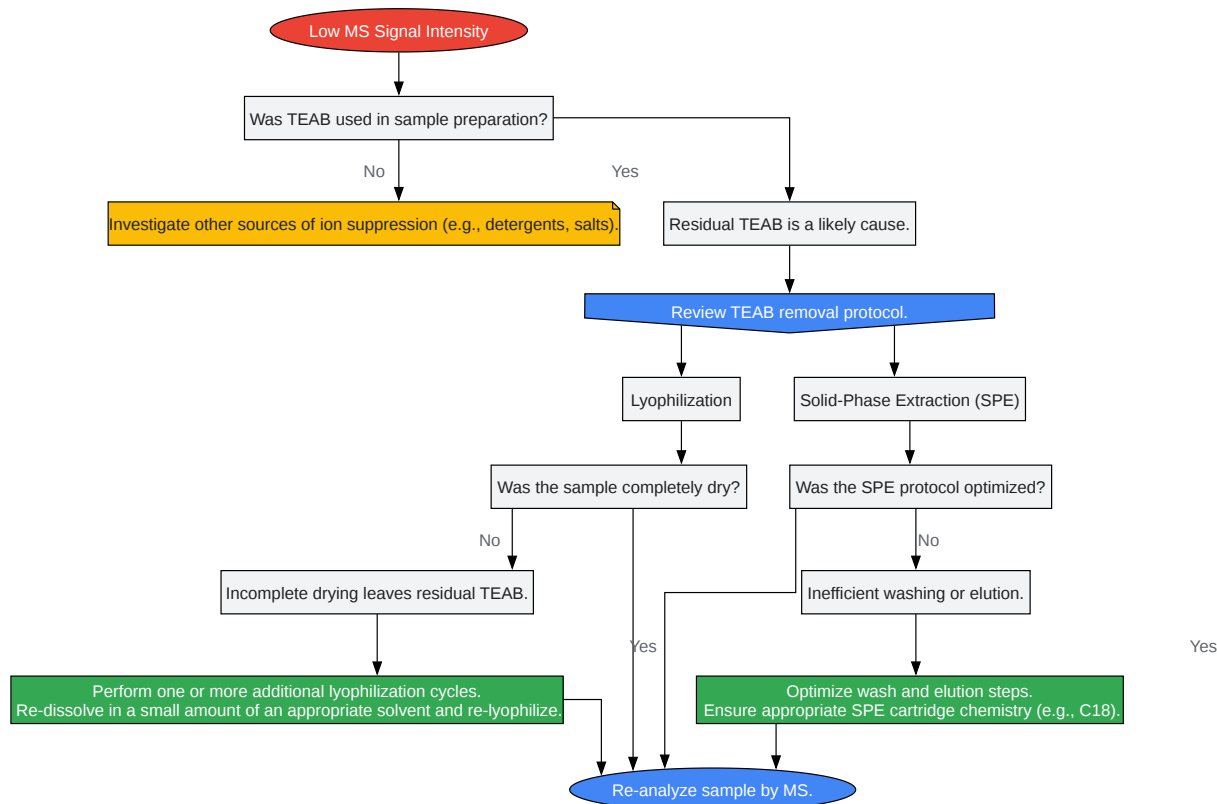 Low MS Signal Intensity
Was TEAB used in sample preparation?
No
Yes
Investigate other sources of ion suppression (e.g., detergents, salts).
Residual TEAB is a likely cause.
Review TEAB removal protocol.
Lyophilization
Solid-Phase Extraction (SPE)
Was the sample completely dry?
Was the SPE protocol optimized?
No
No
Incomplete drying leaves residual TEAB.
Inefficient washing or elution.
Yes
Yes
Perform one or more additional lyophilization cycles.
Re-dissolve in a small amount of an appropriate solvent and re-lyophilize.
Optimize wash and elution steps.
Ensure appropriate SPE cartridge chemistry (e.g., C18).
Re-analyze sample by MS.